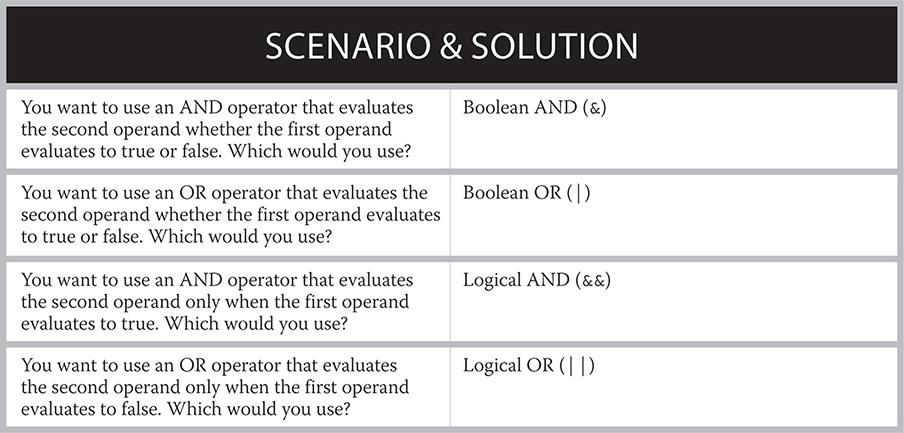 SCENARIO & SOLUTION
You want to use an AND operator that evaluates
the second operand whether the first operand
evaluates to true or false. Which would you use?
Boolean AND (&)
You want to use an OR operator that evaluates the
second operand whether the first operand evaluates
to true or false. Which would you use?
Boolean OR (|)
You want to use an AND operator that evaluates
the second operand only when the first operand
evaluates to true. Which would you use?
Logical AND (&&)
You want to use an OR operator that evaluates
the second operand only when the first operand
evaluates to false. Which would you use?
Logical OR (||)